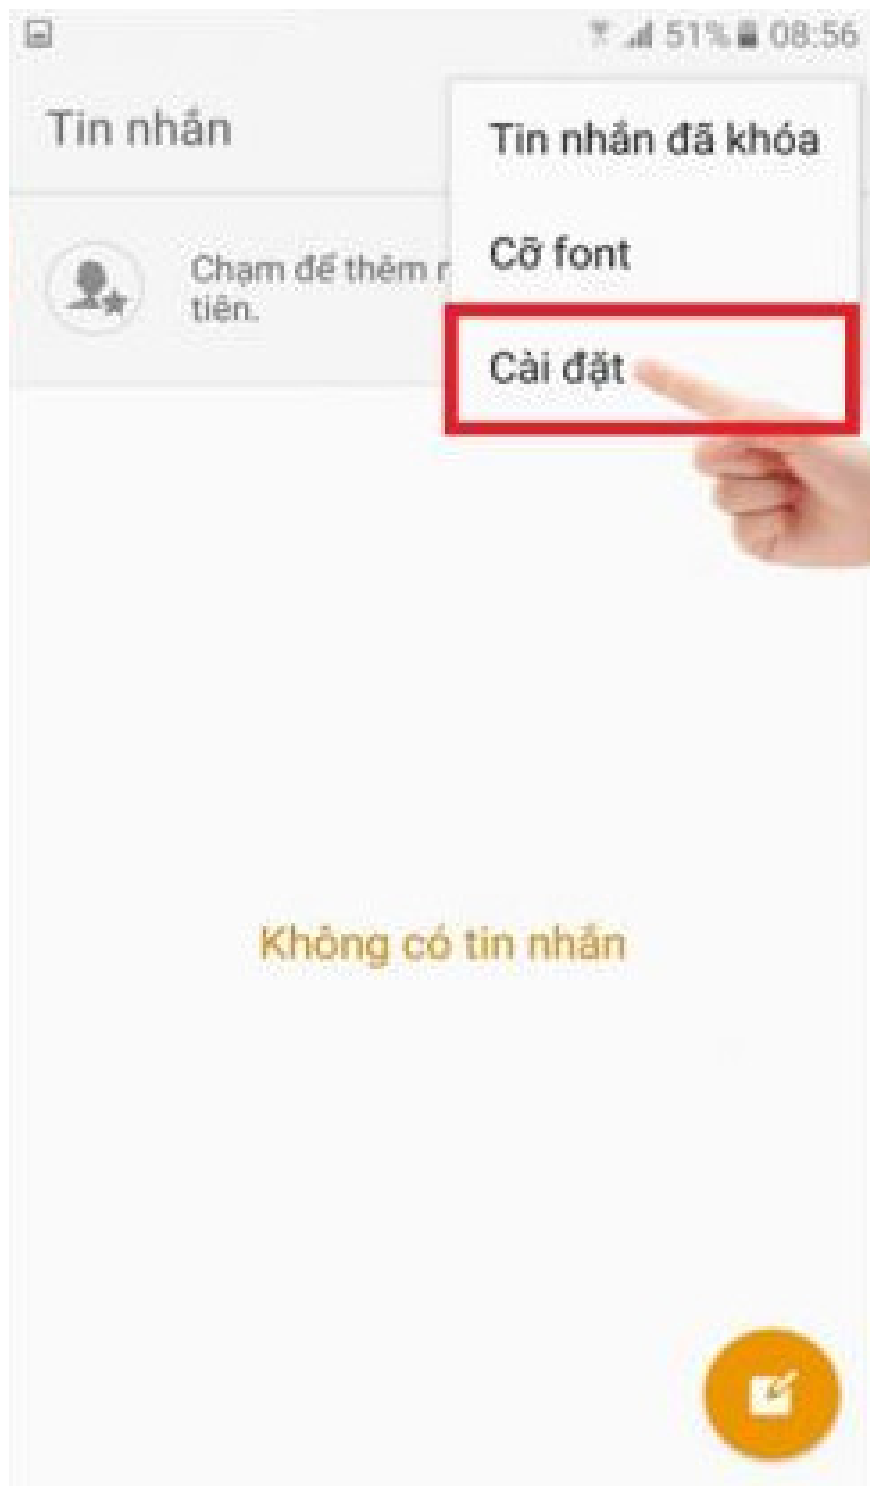 51% 08:56
Tin nhắn
Tin nhắn đã khóa
Cỡ font
Chạm để thêm
tiên.
Cài đặt
Không có tin nhắn